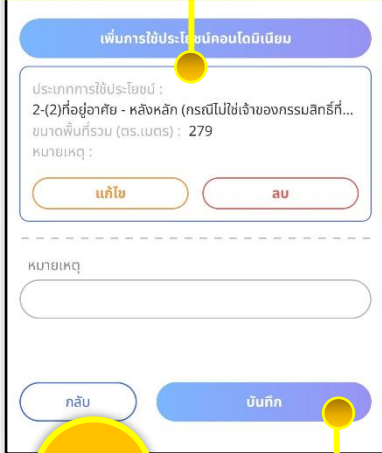 เพิ่มการใช้ประโยชน์คอนโดมิเนียม
ประเภทการใช้ประโยชน์ :
2-(2)ที่อยู่อาศัย - หลังหลัก (กรณีไม่ใช่เจ้าของกรรมสิทธิ์ที่...
ขนาดพื้นที่รวม (ตร.เมตร) : 279
หมายเหตุ :
แก้ไข ลบ
หมายเหตุ
กลับ บันทึก